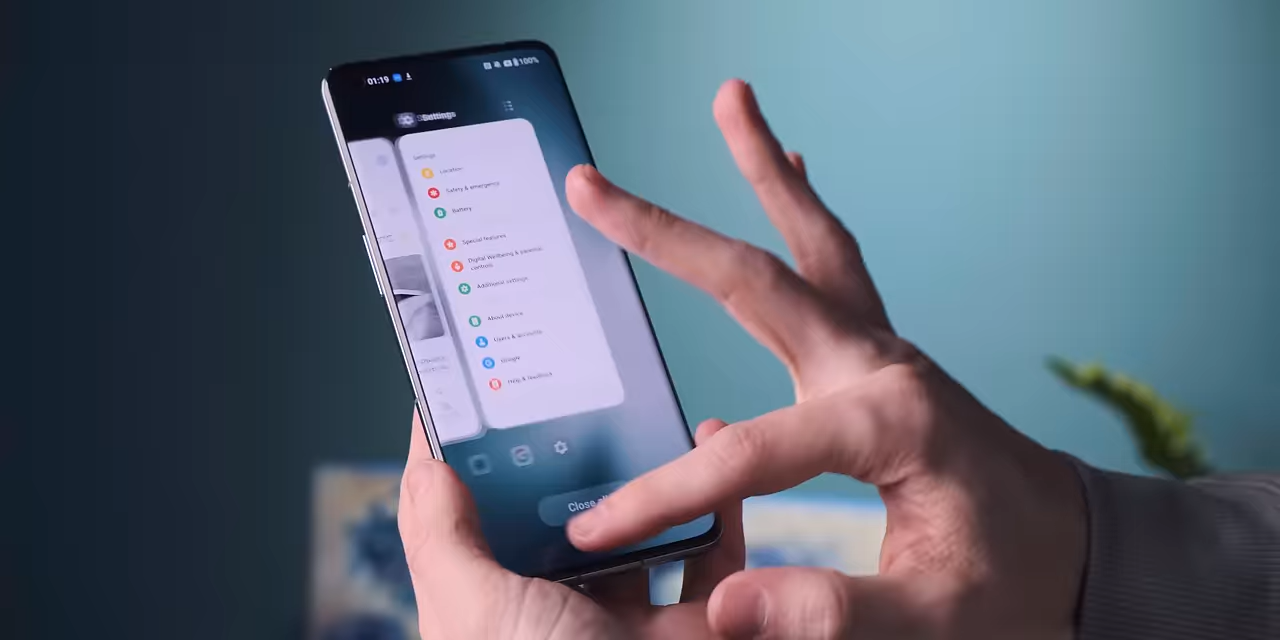 01:19
100%
Settings
Settings
Location
Safety & emergency
Battery
Special features
Digital Wellbeing & parental
controls
Additional settings
About device
Users & accounts
Google
Help & feedback
Close